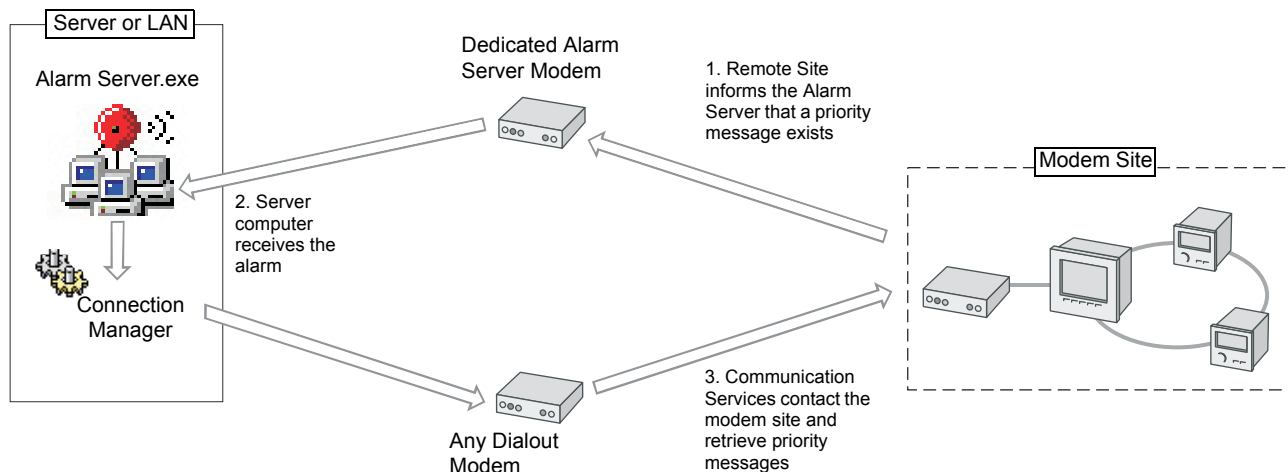 Server or LAN
Alarm Server.exe
Dedicated Alarm
Server Modem
1. Remote Site
informs the Alarm
Server that a priority
message exists
Modem Site
2. Server
computer
receives the
alarm
Connection
Manager
Any Dialout
Modem
3. Communication
Services contact the
modem site and
retrieve priority
messages